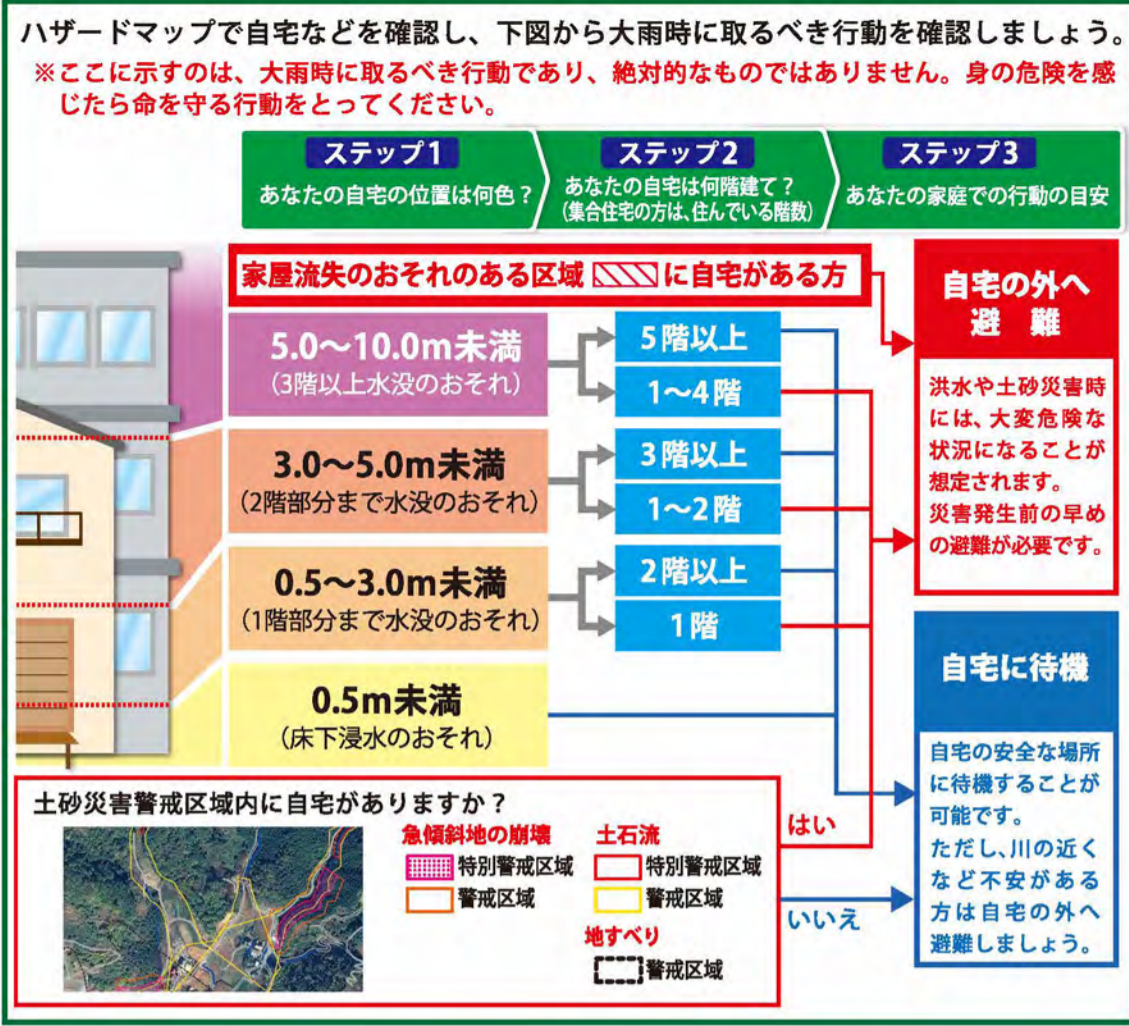 ハザードマップで自宅などを確認し、下図から大雨時に取るべき行動を確認しましょう。
※ここに示すのは、大雨時に取るべき行動であり、絶対的なものではありません。身の危険を感
じたら命を守る行動をとってください。
ステップ1
あなたの自宅の位置は何色？
ステップ2
あなたの自宅は何階建て？
(集合住宅の方は、住んでいる階数)
ステップ3
あなたの家庭での行動の目安
家屋流失のおそれのある区域 に自宅がある方
5.0〜10.0m未満
(3階以上水没のおそれ)
5階以上
1〜4階
3.0〜5.0m未満
(2階部分まで水没のおそれ)
3階以上
1〜2階
0.5〜3.0m未満
(1階部分まで水没のおそれ)
2階以上
1階
0.5m未満
(床下浸水のおそれ)
自宅の外へ
避難
洪水や土砂災害時
には、大変危険な
状況になることが
想定されます。
災害発生前の早め
の避難が必要です。
自宅に待機
自宅の安全な場所
に待機することが
可能です。
ただし、川の近く
など不安がある
方は自宅の外へ
避難しましょう。
土砂災害警戒区域内に自宅がありますか？
急傾斜地の崩壊
特別警戒区域
警戒区域
土石流
特別警戒区域
警戒区域
地すべり
警戒区域
はい
いいえ